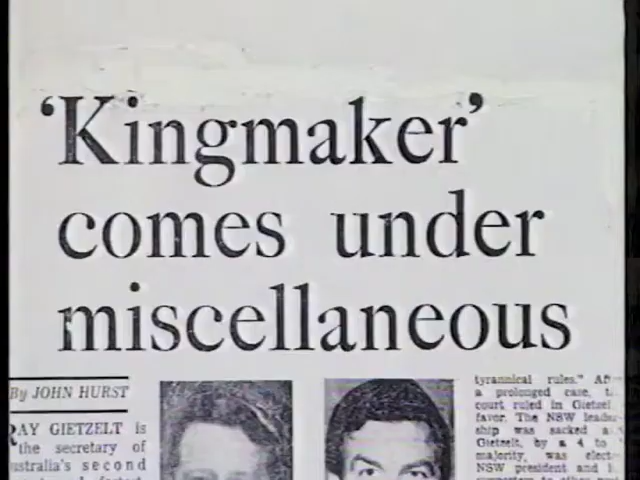 ‘Kingmaker’
comes under
miscellaneous
By JOHN HURST
RAY GIETZELT is
the secretary of
ustralia's second
tyrannical rules." Af
a prolonged case,
court ruled in Gietzel
favor. The NSW leader-
ship was sacked a
Gietzelt, by a 4 to
majority, was elect
NSW president and